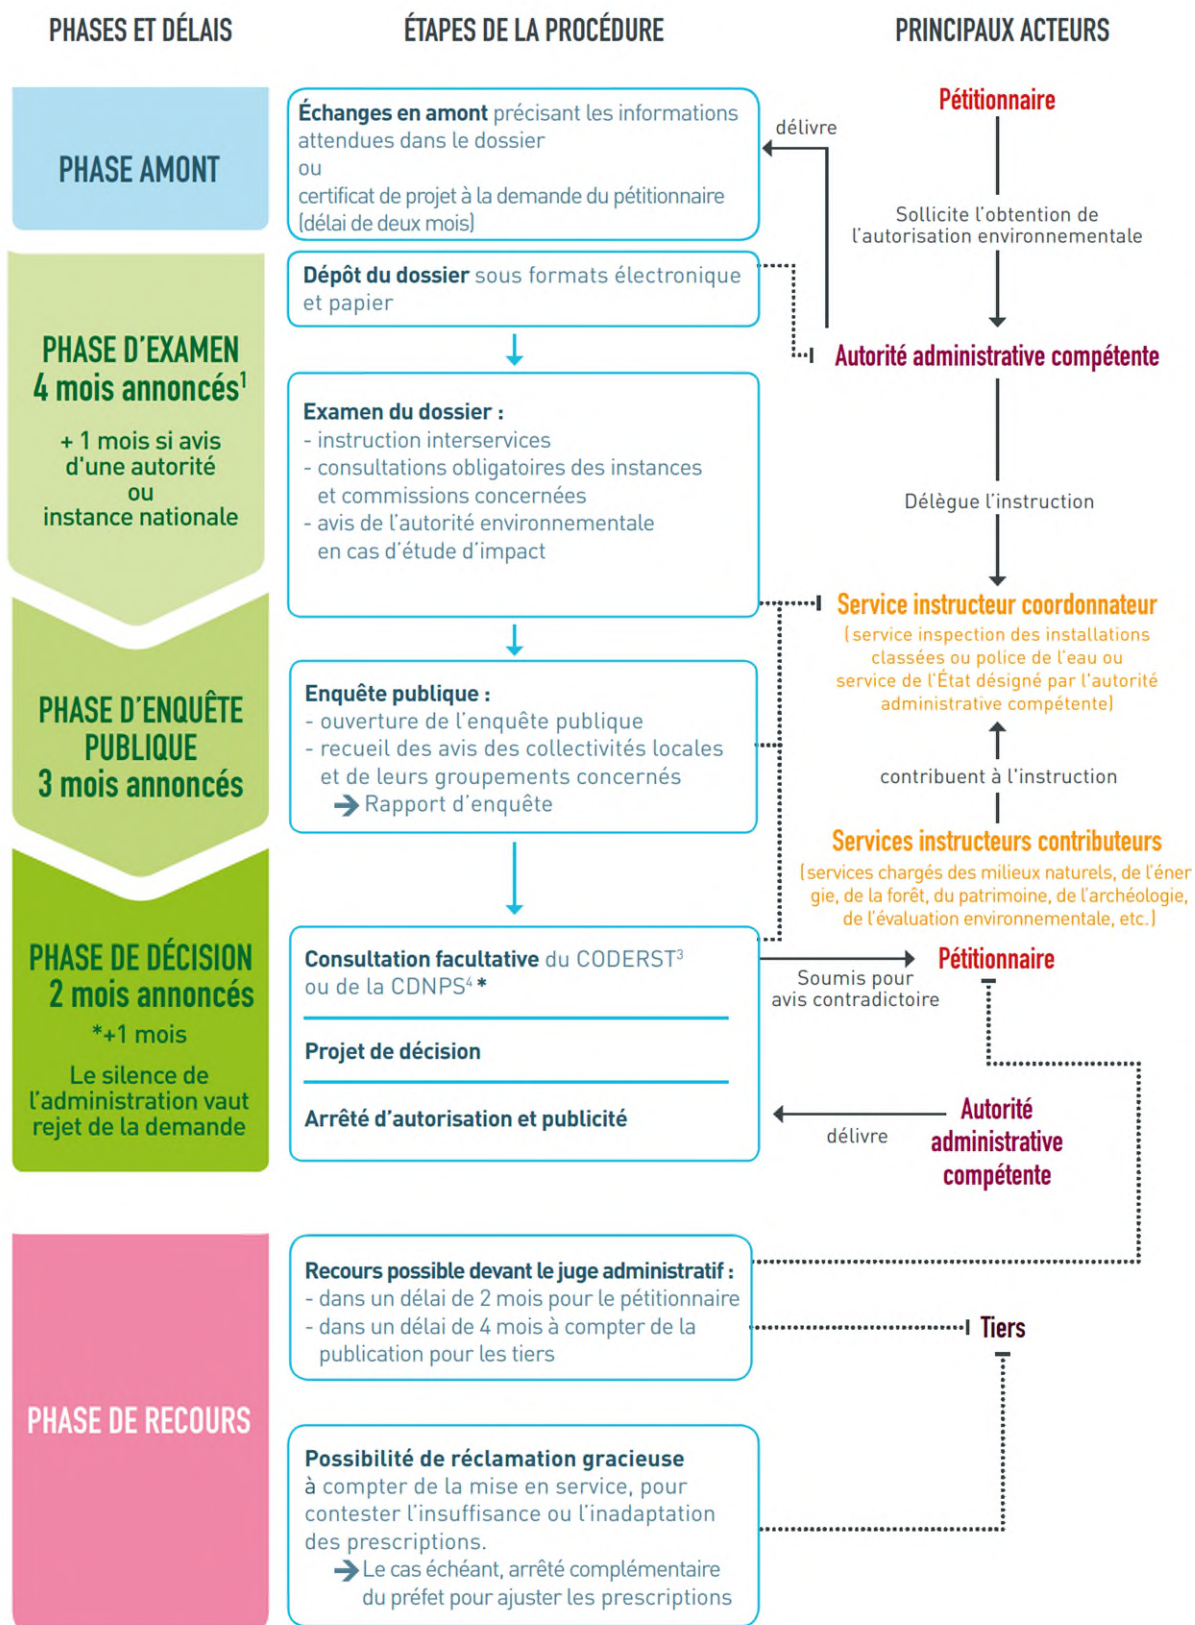 PHASES ET DÉLAIS
ÉTAPES DE LA PROCÉDURE
PRINCIPAUX ACTEURS
PHASE AMONT
Échanges en amont précisant les informations
attendues dans le dossier
ou
certificat de projet à la demande du pétitionnaire
(délai de deux mois)
délivre
Pétitionnaire
Sollicite l'obtention de
l'autorisation environnementale
PHASE D'EXAMEN
4 mois annoncés¹
+ 1 mois si avis
d'une autorité
ou
instance nationale
Dépôt du dossier sous formats électronique
et papier
Autorité administrative compétente
Examen du dossier :
- instruction interservices
- consultations obligatoires des instances
et commissions concernées
- avis de l'autorité environnementale
en cas d'étude d'impact
Délègue l'instruction
Service instructeur coordonnateur
(service inspection des installations
classées ou police de l'eau ou
service de l'État désigné par l'autorité
administrative compétente)
PHASE D'ENQUÊTE
PUBLIQUE
3 mois annoncés
Enquête publique :
- ouverture de l'enquête publique
- recueil des avis des collectivités locales
et de leurs groupements concernés
➔ Rapport d'enquête
contribuent à l'instruction
Services instructeurs contributeurs
(services chargés des milieux naturels, de l'éner
gie, de la forêt, du patrimoine, de l'archéologie,
de l'évaluation environnementale, etc.)
PHASE DE DÉCISION
2 mois annoncés
*+1 mois
Le silence de
l'administration vaut
rejet de la demande
Consultation facultative du CODERST³
ou de la CDNPS⁴ *
Projet de décision
Arrêté d'autorisation et publicité
Soumis pour
avis contradictoire
Pétitionnaire
délivre
Autorité
administrative
compétente
PHASE DE RECOURS
Recours possible devant le juge administratif :
- dans un délai de 2 mois pour le pétitionnaire
- dans un délai de 4 mois à compter de la
publication pour les tiers
Tiers
Possibilité de réclamation gracieuse
à compter de la mise en service, pour
contester l'insuffisance ou l'inadaptation
des prescriptions.
➔ Le cas échéant, arrêté complémentaire
du préfet pour ajuster les prescriptions